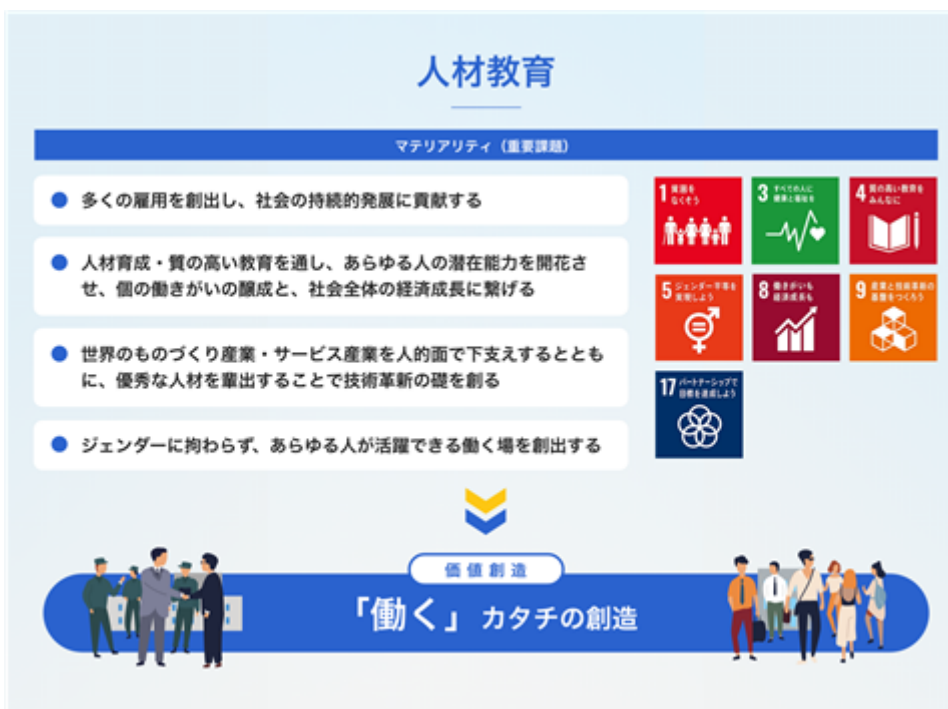 人材教育
マテリアリティ（重要課題）
多くの雇用を創出し、社会の持続的発展に貢献する
人材育成・質の高い教育を通し、あらゆる人の潜在能力を開花さ
せ、個の働きがいの醸成と、社会全体の経済成長に繋げる
世界のものづくり産業・サービス産業を人的面で下支えするととも
に、優秀な人材を輩出することで技術革新の礎を創る
ジェンダーに拘わらず、あらゆる人が活躍できる働く場を創出する
1 貧困を
なくそう
3 すべての人に
健康と福祉を
4 質の高い教育を
みんなに
5 ジェンダー平等を
実現しよう
8 働きがいも
経済成長も
9 産業と技術革新の
基盤をつくろう
17 パートナーシップで
目標を達成しよう
価値創造
「働く」カタチの創造